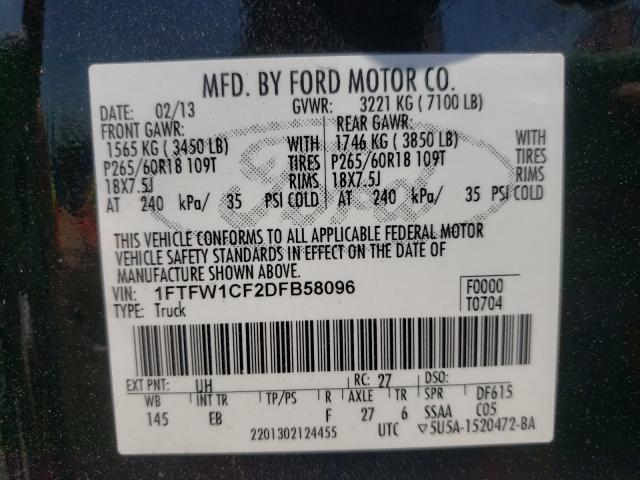 MFD. BY FORD MOTOR CO.
DATE: 02/13 GVWR: 3221 KG ( 7100 LB)
FRONT GAWR: REAR GAWR:
1565 KG ( 3450 LB) WITH 1746 KG ( 3850 LB) WITH
P265/60R18 109T TIRES P265/60R18 109T TIRES
18X7.5J RIMS 18X7.5J RIMS
AT 240 kPa/ 35 PSI COLD AT 240 kPa/ 35 PSI COLD
Ford
THIS VEHICLE CONFORMS TO ALL APPLICABLE FEDERAL MOTOR
VEHICLE SAFETY STANDARDS IN EFFECT ON THE DATE OF
MANUFACTURE SHOWN ABOVE.
VIN: 1FTFW1CF2DFB58096 F0000
TYPE: Truck T0704
EXT PNT: UH RC: 27 DSO:
WB INT TR TP/PS R AXLE TR SPR DF615
145 EB F 27 6 SSAA C05
2201302124455 UTC ▽5U5A-1520472-BA